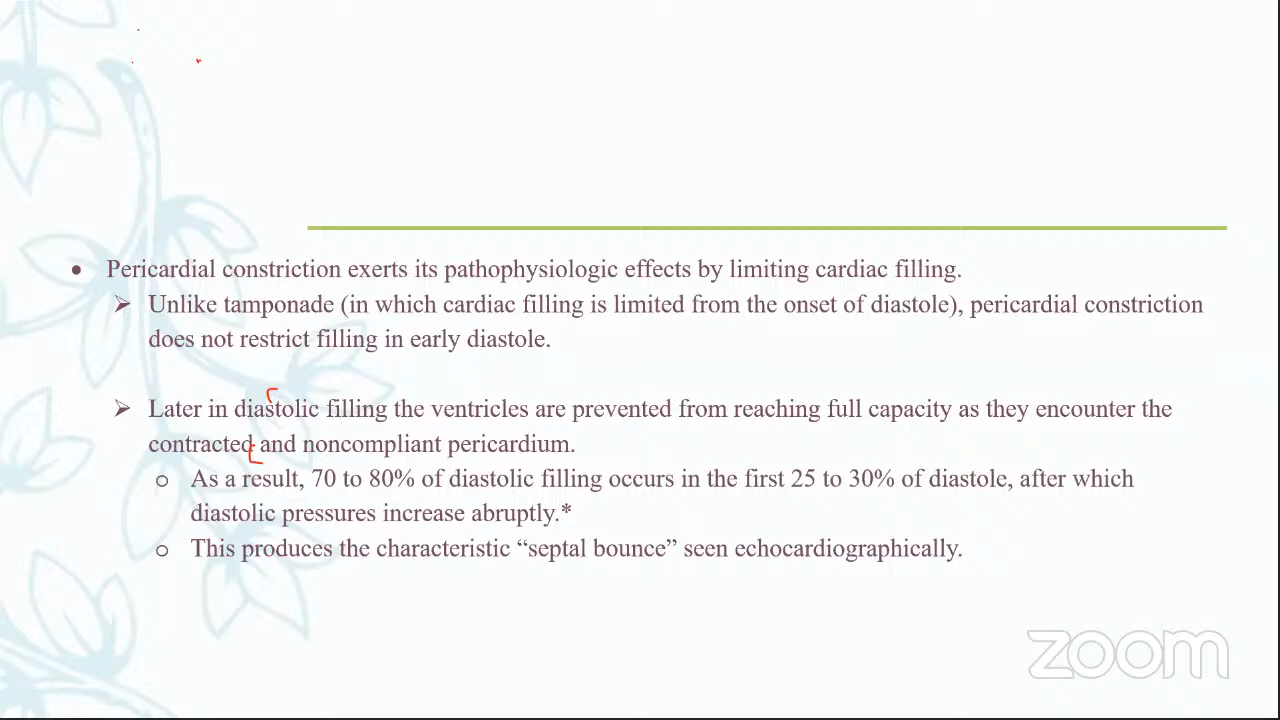 • Pericardial constriction exerts its pathophysiologic effects by limiting cardiac filling.
➢ Unlike tamponade (in which cardiac filling is limited from the onset of diastole), pericardial constriction
does not restrict filling in early diastole.
➢ Later in diastolic filling the ventricles are prevented from reaching full capacity as they encounter the
contracted and noncompliant pericardium.
o As a result, 70 to 80% of diastolic filling occurs in the first 25 to 30% of diastole, after which
diastolic pressures increase abruptly.*
o This produces the characteristic “septal bounce” seen echocardiographically.
zoom